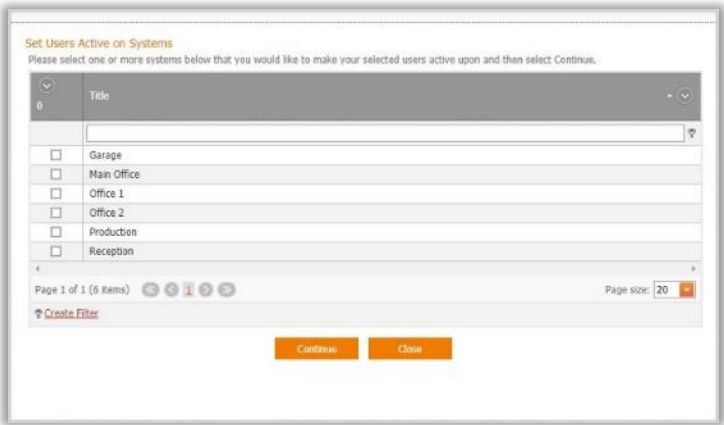 Set Users Active on Systems
Please select one or more systems below that you would like to make your selected users active upon and then select Continue.
0 Title
Garage
Main Office
Office 1
Office 2
Production
Reception
Page 1 of 1 (6 items) 1 Page size: 20
Create Filter
Continue Close